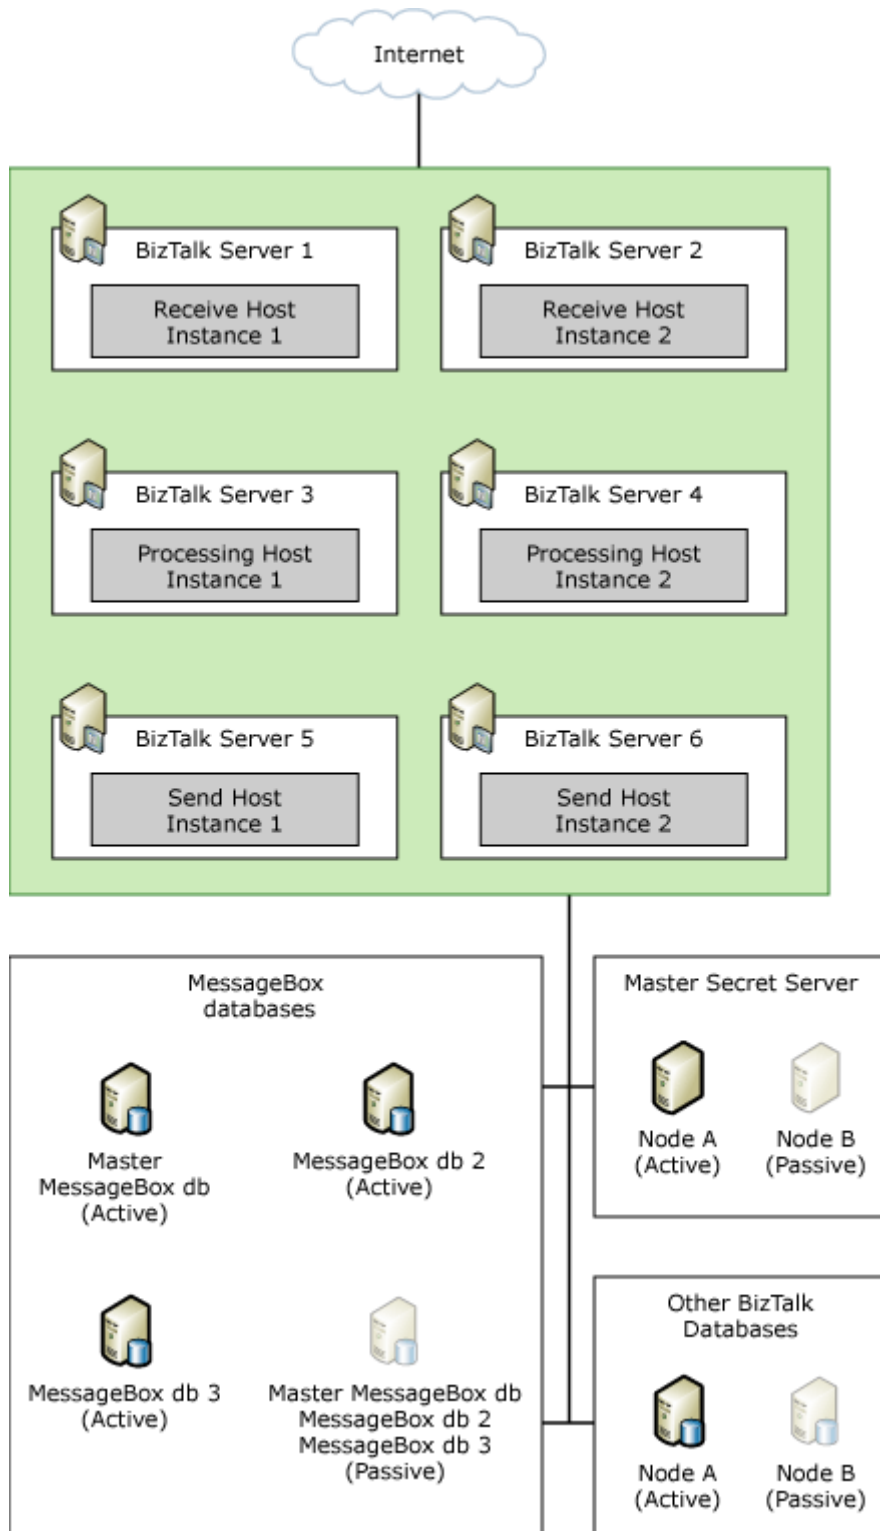 Internet
BizTalk Server 1
Receive Host
Instance 1
BizTalk Server 2
Receive Host
Instance 2
BizTalk Server 3
Processing Host
Instance 1
BizTalk Server 4
Processing Host
Instance 2
BizTalk Server 5
Send Host
Instance 1
BizTalk Server 6
Send Host
Instance 2
MessageBox
databases
Master
MessageBox db
(Active)
MessageBox db 2
(Active)
MessageBox db 3
(Active)
Master MessageBox db
MessageBox db 2
MessageBox db 3
(Passive)
Master Secret Server
Node A
(Active)
Node B
(Passive)
Other BizTalk
Databases
Node A
(Active)
Node B
(Passive)